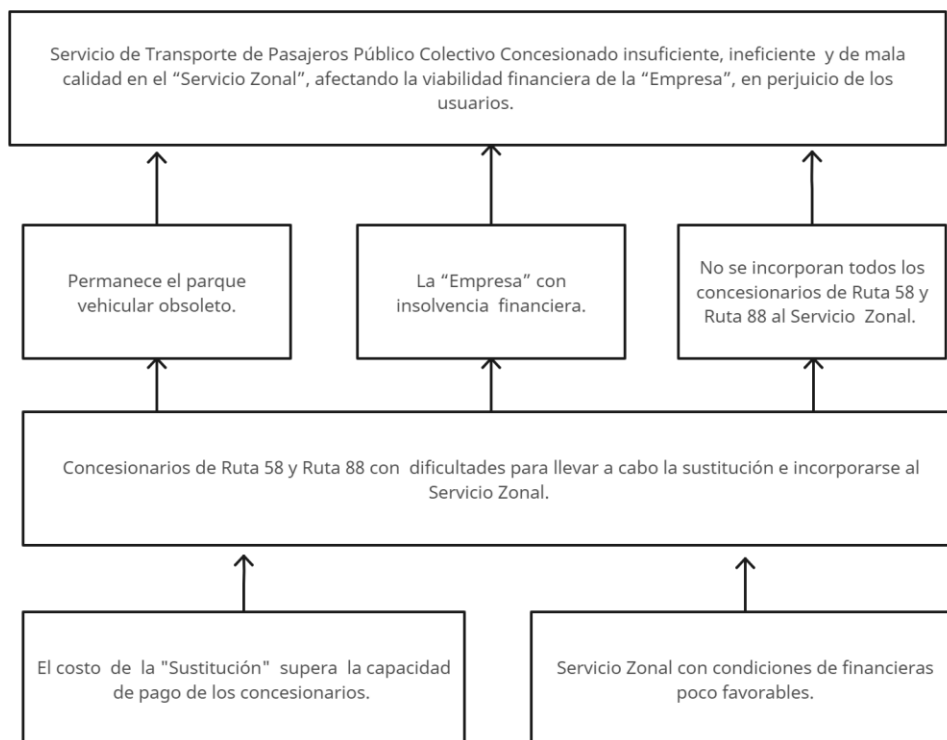 Servicio de Transporte de Pasajeros Público Colectivo Concesionado insuficiente, ineficiente y de mala
calidad en el “Servicio Zonal”, afectando la viabilidad financiera de la “Empresa”, en perjuicio de los
usuarios.
Permanece el parque
vehicular obsoleto.
La “Empresa” con
insolvencia financiera.
No se incorporan todos los
concesionarios de Ruta 58 y
Ruta 88 al Servicio Zonal.
Concesionarios de Ruta 58 y Ruta 88 con dificultades para llevar a cabo la sustitución e incorporarse al
Servicio Zonal.
El costo de la "Sustitución" supera la capacidad
de pago de los concesionarios.
Servicio Zonal con condiciones de financieras
poco favorables.